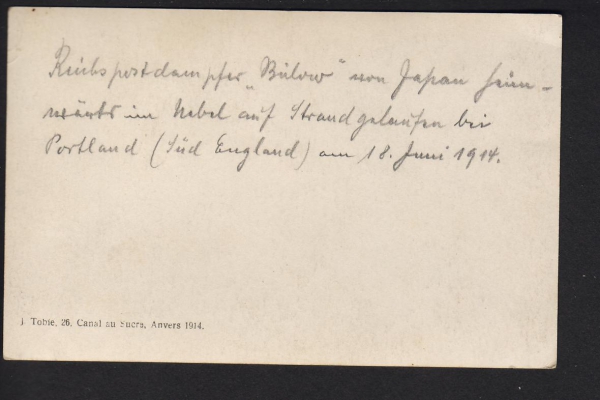 Reichspostdampfer „Bülow" von Japan heim-
wärts im Nebel auf Strand gelaufen bei
Portland (Süd England) am 18. Juni 1914.
J. Tobie, 26, Canal au Sucre, Anvers 1914.